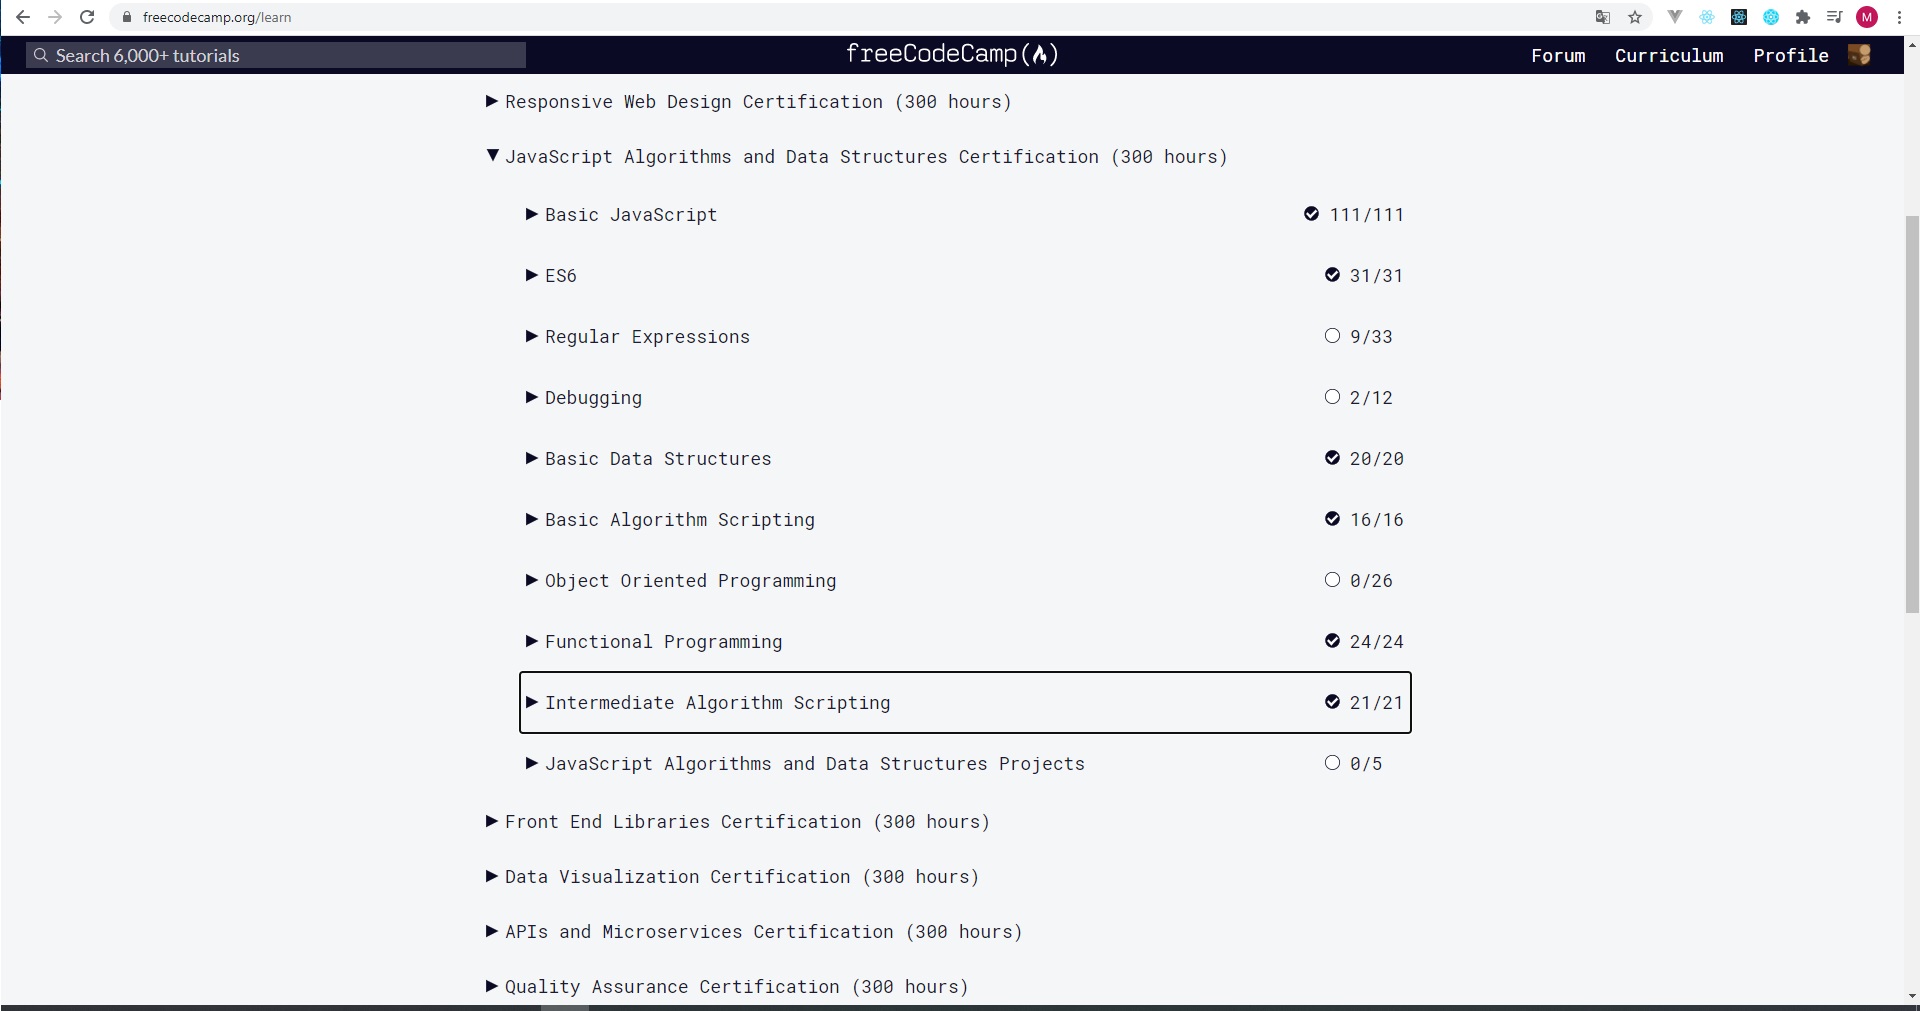 freecodecamp.org/learn
M
Search 6,000+ tutorials
freeCodeCamp
Forum Curriculum Profile
Responsive Web Design Certification (300 hours)
JavaScript Algorithms and Data Structures Certification (300 hours)
Basic JavaScript 111/111
ES6 31/31
Regular Expressions 9/33
Debugging 2/12
Basic Data Structures 20/20
Basic Algorithm Scripting 16/16
Object Oriented Programming 0/26
Functional Programming 24/24
Intermediate Algorithm Scripting 21/21
JavaScript Algorithms and Data Structures Projects 0/5
Front End Libraries Certification (300 hours)
Data Visualization Certification (300 hours)
APIs and Microservices Certification (300 hours)
Quality Assurance Certification (300 hours)